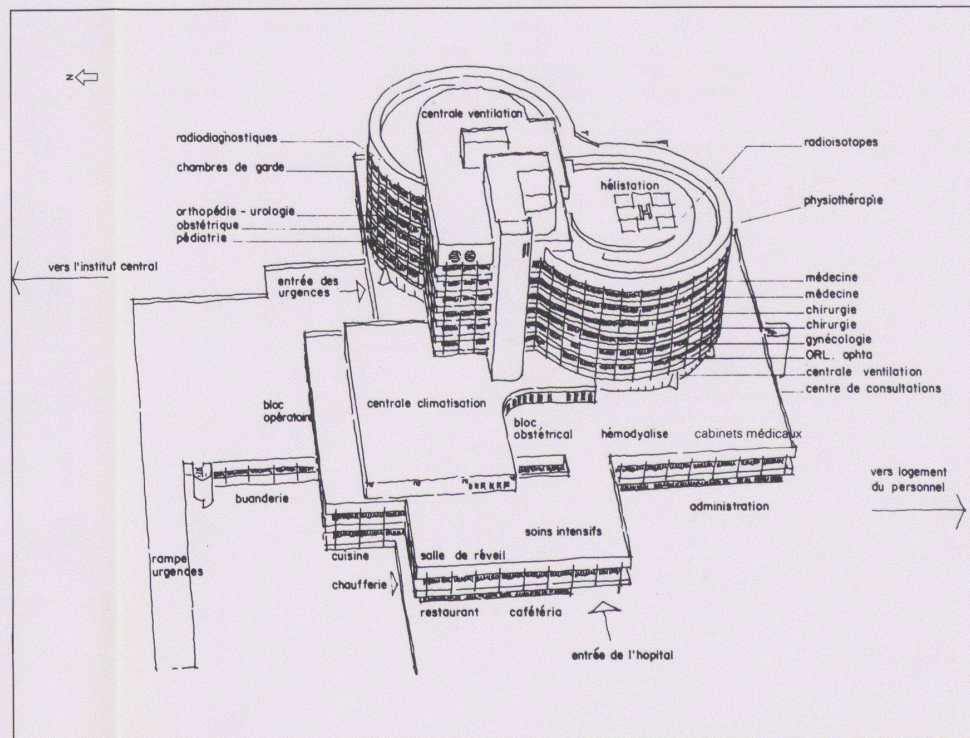 N
centrale ventilation
radiodiagnostiques
chambres de garde
orthopédie - urologie
obstétrique
pédiatrie
vers l'institut central
entrée des
urgences
radioisotopes
hélistation
H
physiothérapie
médecine
médecine
chirurgie
chirurgie
gynécologie
ORL. ophta
centrale ventilation
centre de consultations
bloc
opératoire
centrale climatisation
bloc
obstétrical
hémodyalise
cabinets médicaux
buanderie
administration
vers logement
du personnel
soins intensifs
rampe
urgences
cuisine
salle de réveil
chaufferie
restaurant
cafétéria
entrée de l'hopital